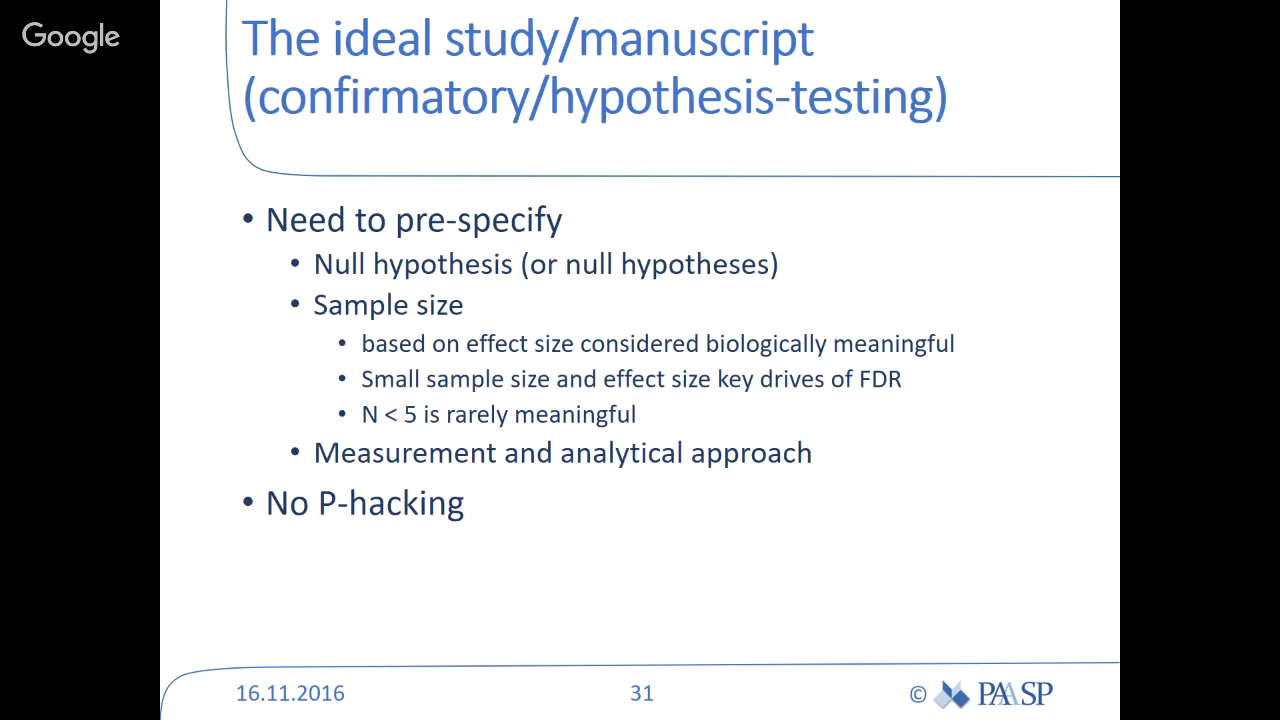 Google
The ideal study/manuscript
(confirmatory/hypothesis-testing)
• Need to pre-specify
• Null hypothesis (or null hypotheses)
• Sample size
• based on effect size considered biologically meaningful
• Small sample size and effect size key drives of FDR
• N < 5 is rarely meaningful
• Measurement and analytical approach
• No P-hacking
16.11.2016
31
© PAASP